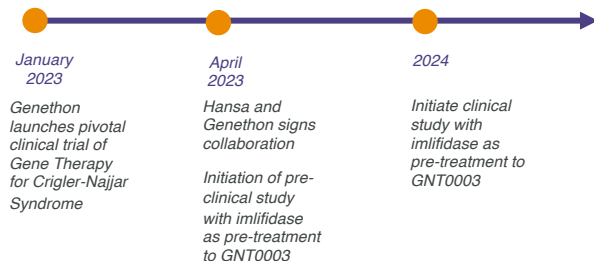 January
2023
Genethon
launches pivotal
clinical trial of
Gene Therapy
for Crigler-Najjar
Syndrome
April
2023
Hansa and
Genethon signs
collaboration
Initiation of pre-
clinical study
with imlifidase
as pre-treatment
to GNT0003
2024
Initiate clinical
study with
imlifidase as
pre-treatment to
GNT0003